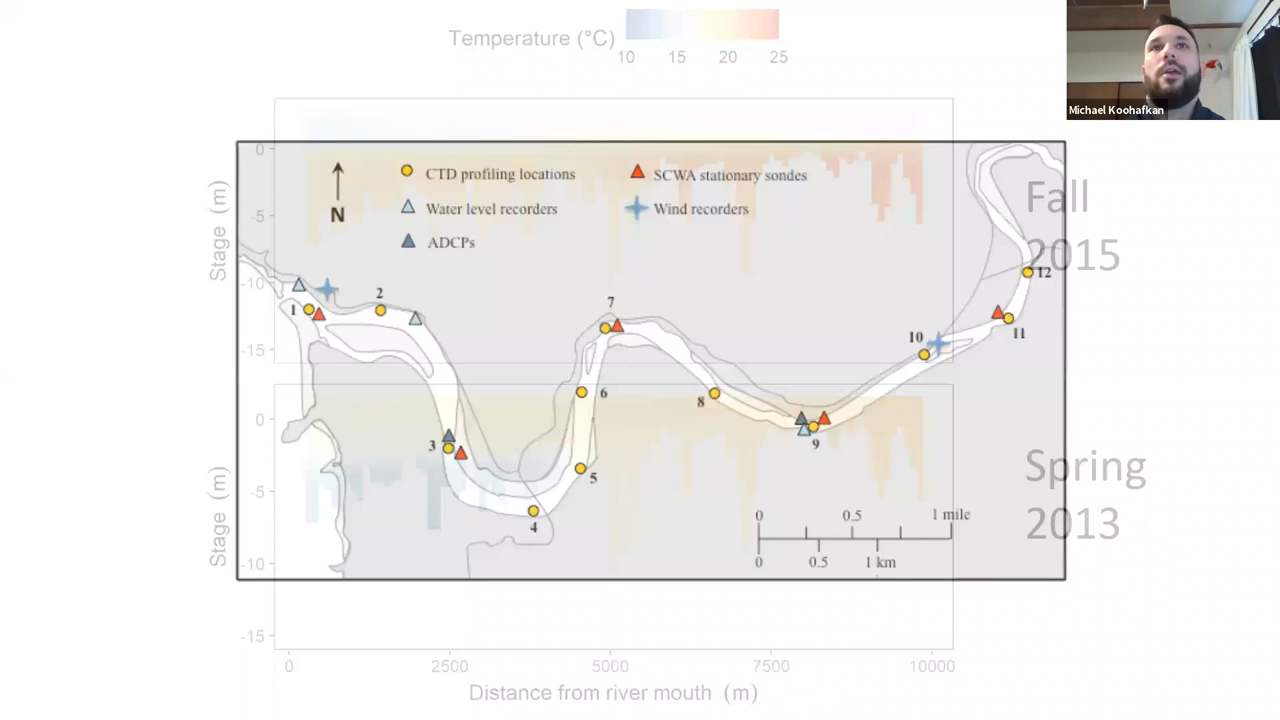 Temperature (°C)
10 15 20 25
Michael Koohafkan
Stage (m)
0
-5
-10
-15
N
CTD profiling locations
Water level recorders
ADCPs
SCWA stationary sondes
Wind recorders
Fall
2015
1
2
3
4
5
6
7
8
9
10
11
12
0 0.5 1 mile
0 0.5 1 km
Stage (m)
0
-5
-10
-15
Spring
2013
0 2500 5000 7500 10000
Distance from river mouth (m)